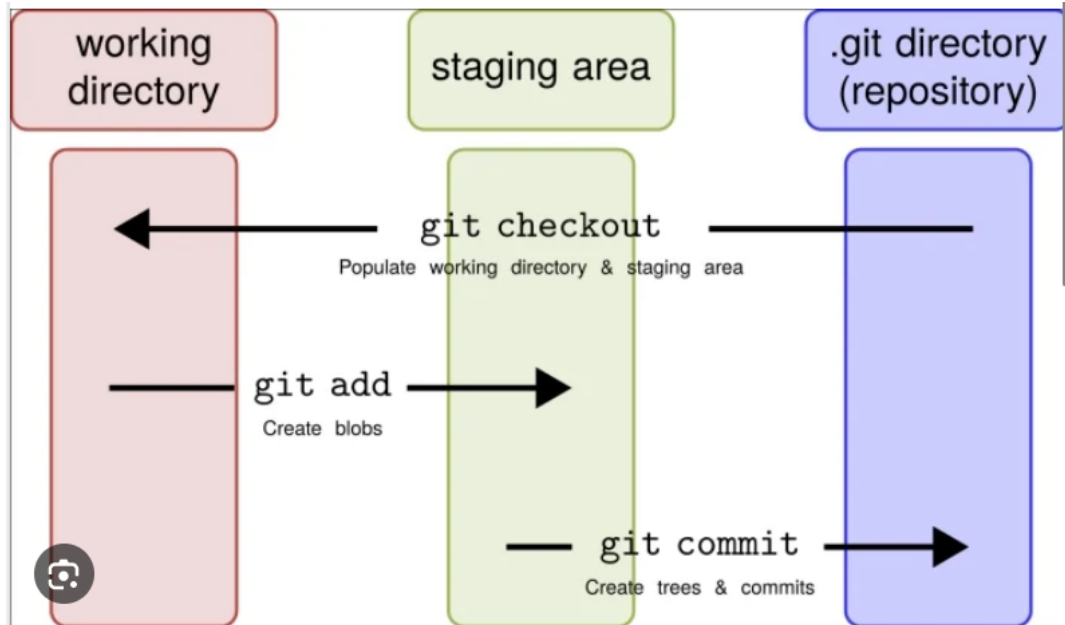 working
directory
staging area
.git directory
(repository)
git checkout
Populate working directory & staging area
git add
Create blobs
git commit
Create trees & commits